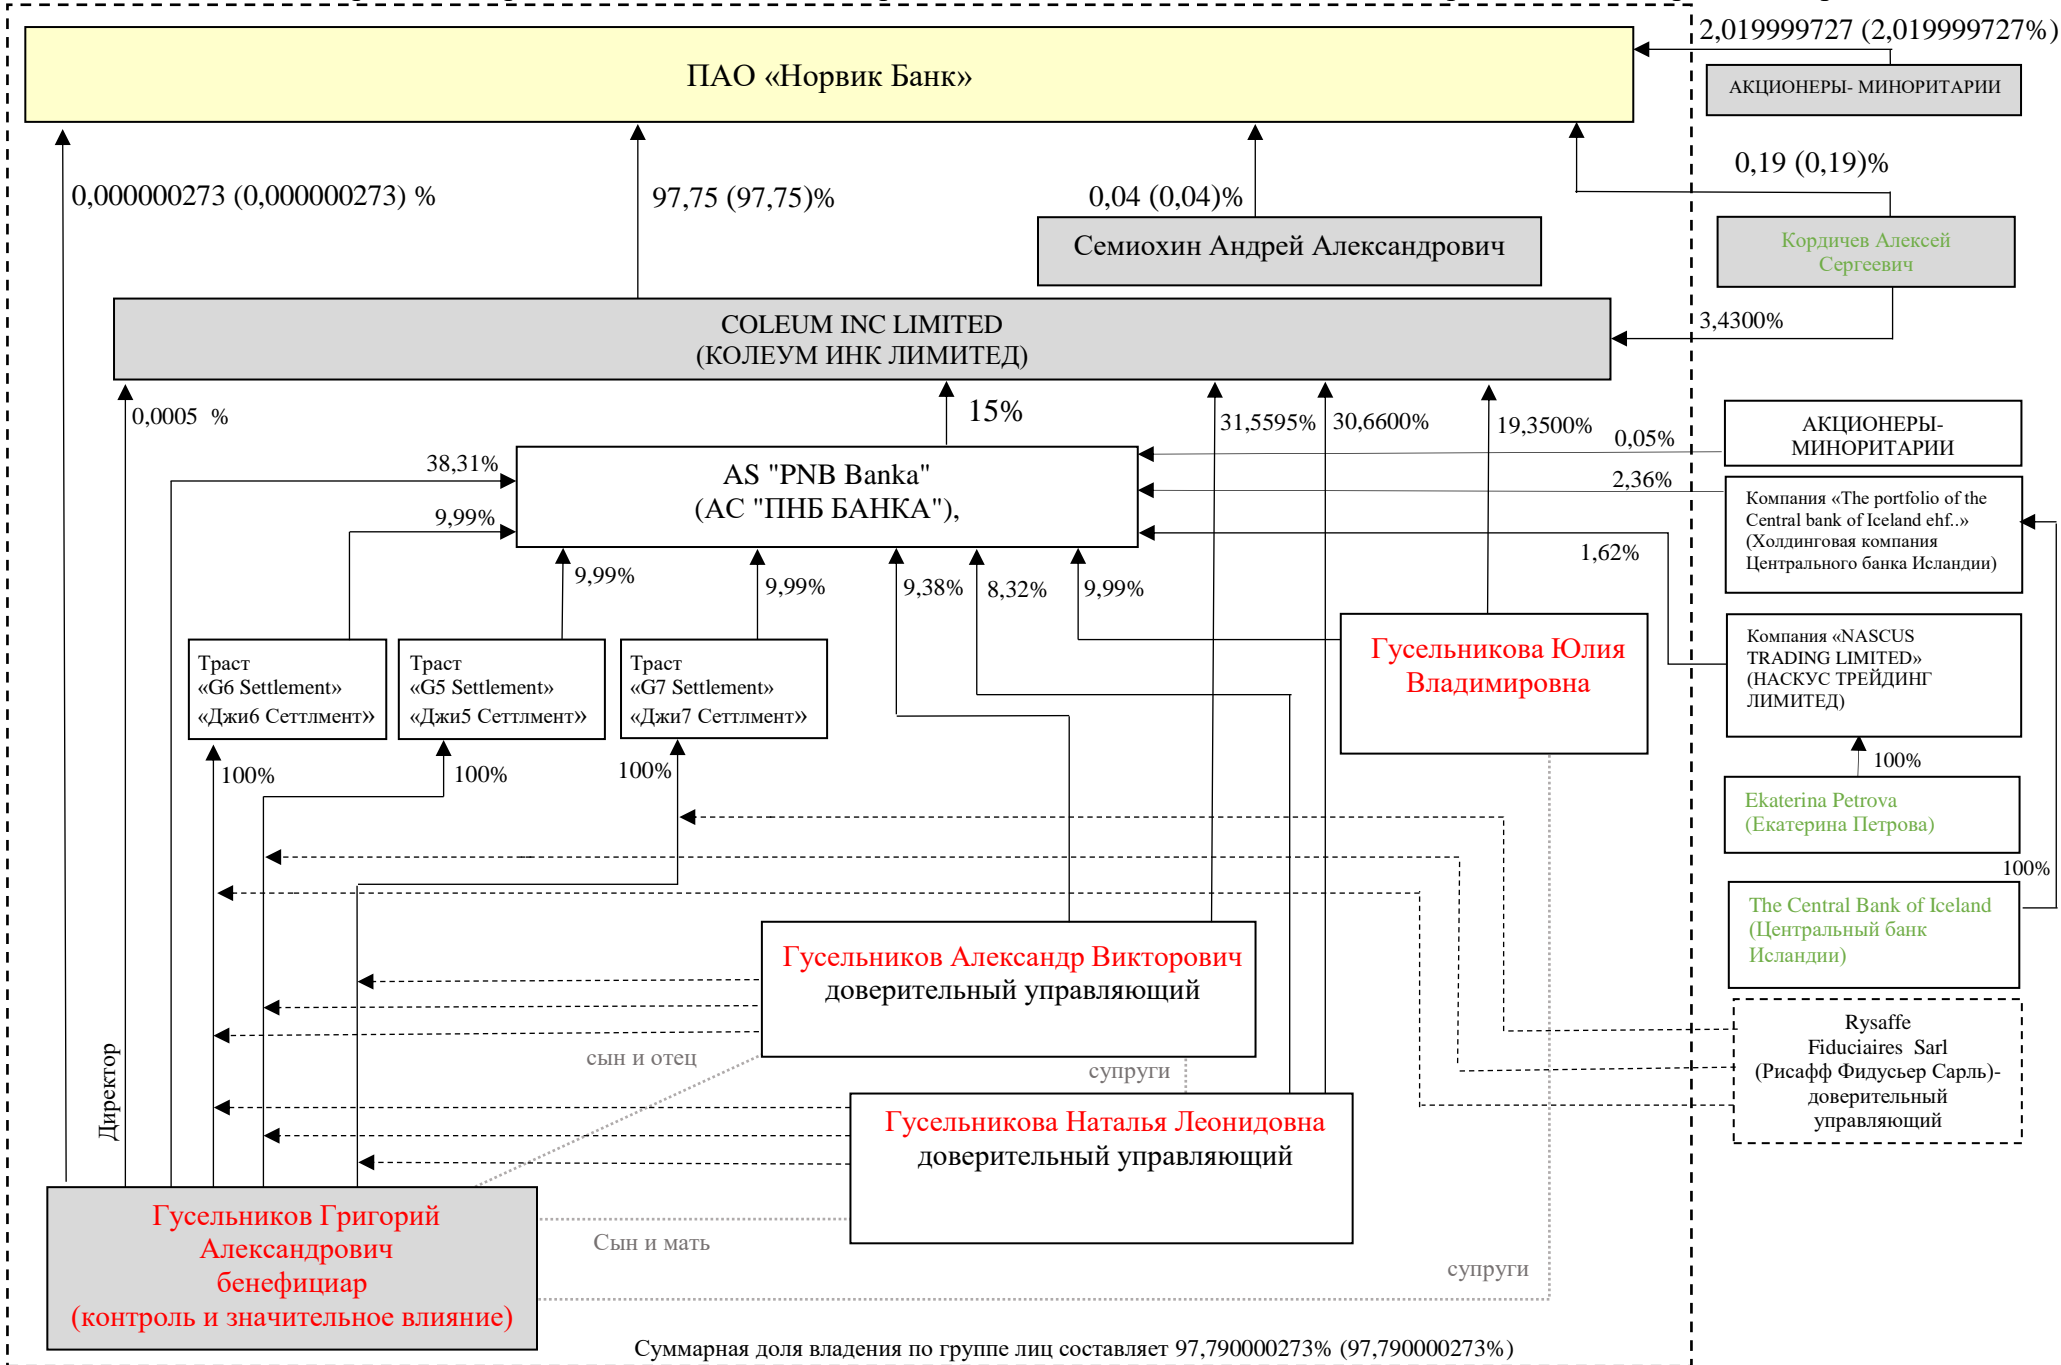 2,019999727 (2,019999727%)
ПАО «Норвик Банк»
АКЦИОНЕРЫ- МИНОРИТАРИИ
0,19 (0,19)%
0,000000273 (0,000000273) %
97,75 (97,75)%
0,04 (0,04)%
Семиохин Андрей Александрович
Кордичев Алексей
Сергеевич
COLEUM INC LIMITED
(КОЛЕУМ ИНК ЛИМИТЕД)
3,4300%
0,0005 %
15%
31,5595%
30,6600%
19,3500%
0,05%
АКЦИОНЕРЫ-
МИНОРИТАРИИ
38,31%
AS "PNB Banka"
(АС "ПНБ БАНКА"),
2,36%
9,99%
Компания «The portfolio of the
Central bank of Iceland ehf..»
(Холдинговая компания
Центрального банка Исландии)
1,62%
9,99%
9,99%
9,38%
8,32%
9,99%
Траст
«G6 Settlement»
«Джи6 Сеттлмент»
Траст
«G5 Settlement»
«Джи5 Сеттлмент»
Траст
«G7 Settlement»
«Джи7 Сеттлмент»
Гусельникова Юлия
Владимировна
Компания «NASCUS
TRADING LIMITED»
(НАСКУС ТРЕЙДИНГ
ЛИМИТЕД)
100%
100%
100%
100%
Ekaterina Petrova
(Екатерина Петрова)
100%
The Central Bank of Iceland
(Центральный банк
Исландии)
Гусельников Александр Викторович
доверительный управляющий
Rysaffe
Fiduciaires Sarl
(Рисафф Фидусьер Сарль)-
доверительный
управляющий
сын и отец
супруги
Директор
Гусельникова Наталья Леонидовна
доверительный управляющий
Гусельников Григорий
Александрович
бенефициар
(контроль и значительное влияние)
Сын и мать
супруги
Суммарная доля владения по группе лиц составляет 97,790000273% (97,790000273%)